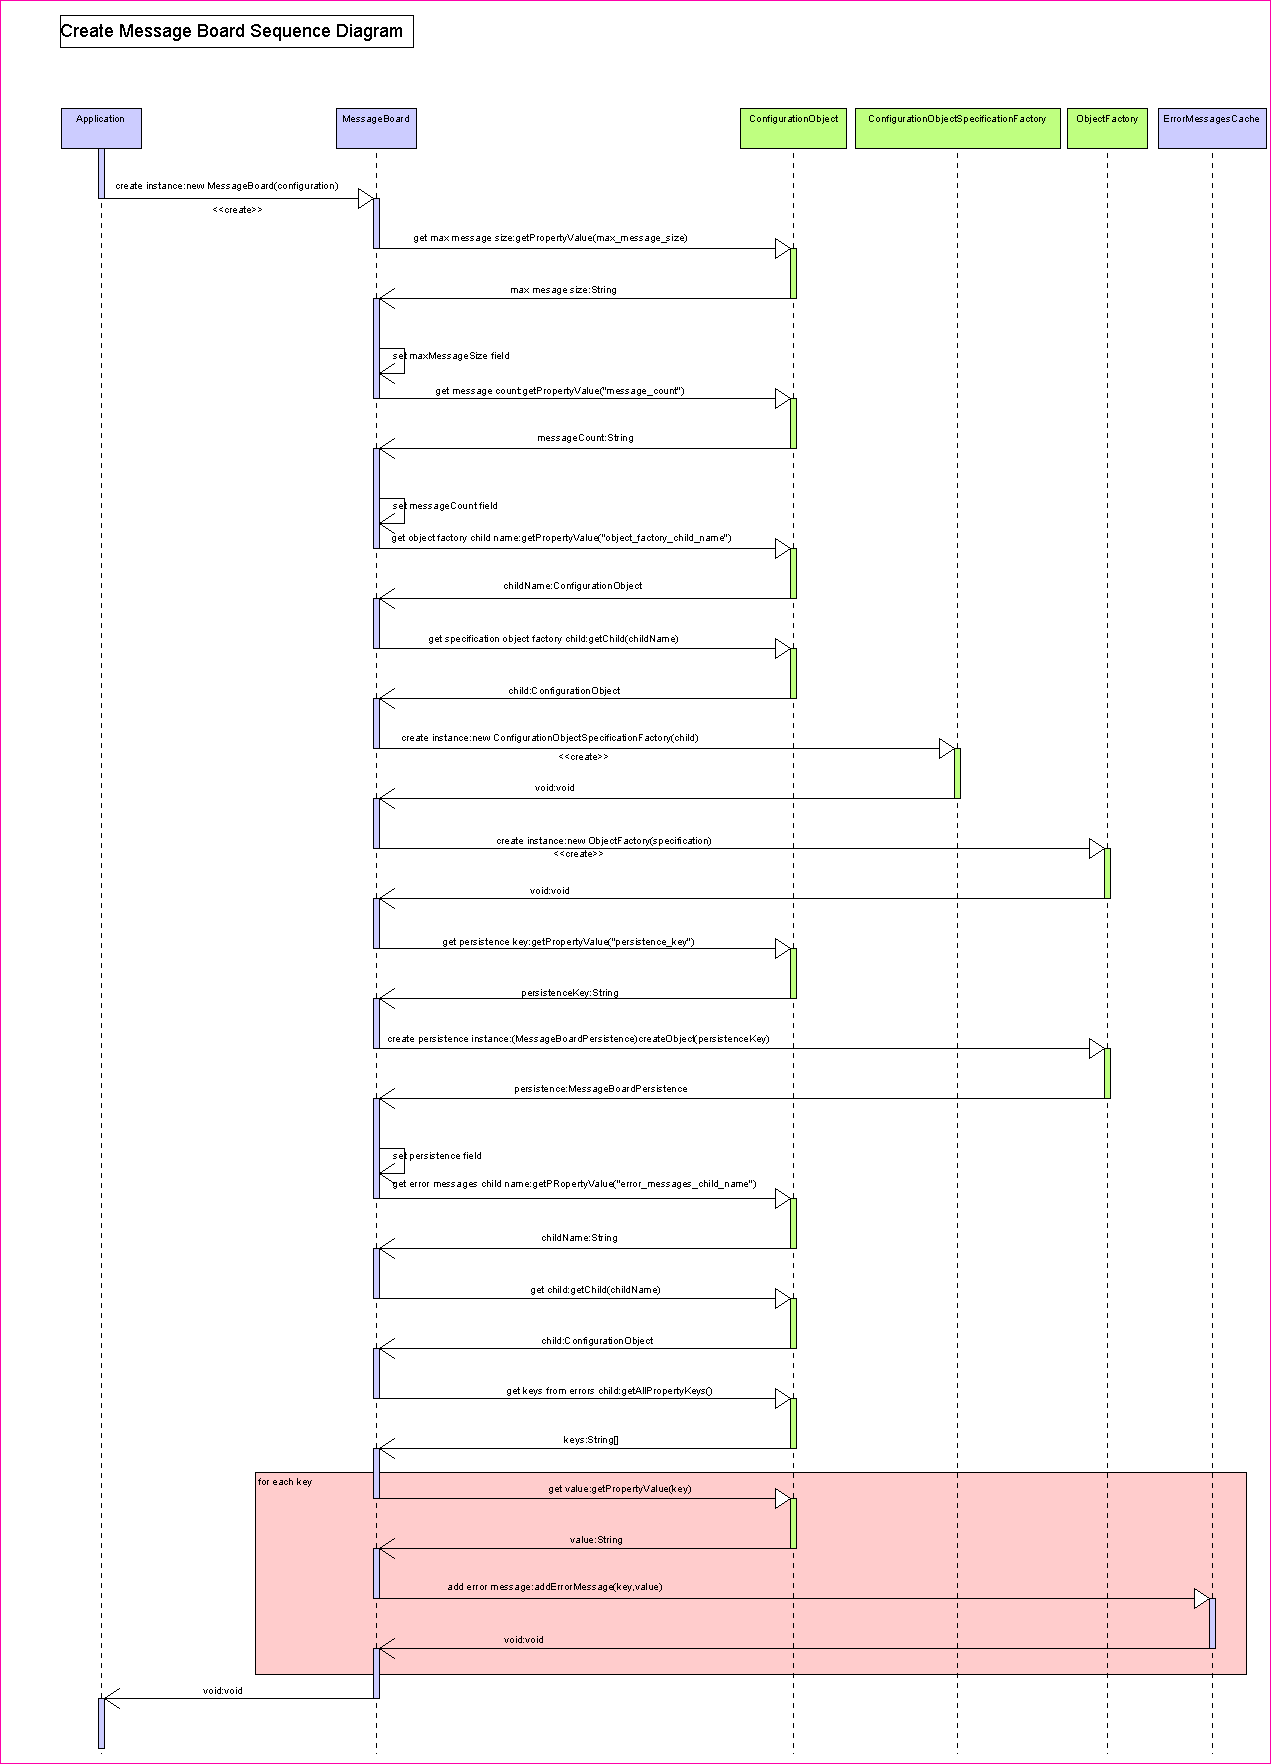 Create Message Board Sequence Diagram
Application
MessageBoard
ConfigurationObject
ConfigurationObjectSpecificationFactory
ObjectFactory
ErrorMessagesCache
create instance:new MessageBoard(configuration)
<<create>>
get max message size:getPropertyValue(max_message_size)
max mesage size:String
set maxMessageSize field
get message count:getPropertyValue("message_count")
messageCount:String
set messageCount field
get object factory child name:getPropertyValue("object_factory_child_name")
childName:ConfigurationObject
get specification object factory child:getChild(childName)
child:ConfigurationObject
create instance:new ConfigurationObjectSpecificationFactory(child)
<<create>>
void:void
create instance:new ObjectFactory(specification)
<<create>>
void:void
get persistence key:getPropertyValue("persistence_key")
persistenceKey:String
create persistence instance:(MessageBoardPersistence)createObject(persistenceKey)
persistence:MessageBoardPersistence
set persistence field
get error messages child name:getPRopertyValue("error_messages_child_name")
childName:String
get child:getChild(childName)
child:ConfigurationObject
get keys from errors child:getAllPropertyKeys()
keys:String[]
for each key
get value:getPropertyValue(key)
value:String
add error message:addErrorMessage(key,value)
void:void
void:void